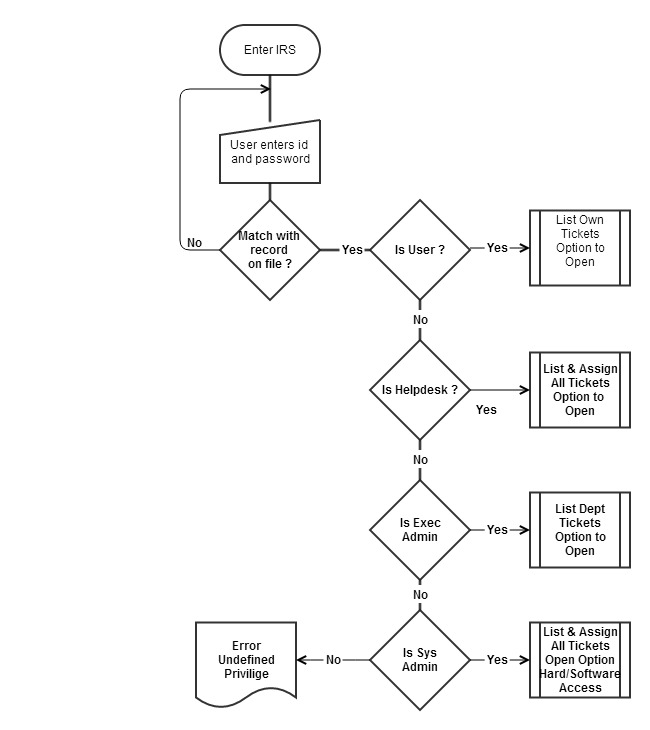 Enter IRS
User enters id
and password
Match with
record
on file ?
No
Yes
Is User ?
Yes
List Own
Tickets
Option to
Open
No
Is Helpdesk ?
Yes
List & Assign
All Tickets
Option to
Open
No
Is Exec
Admin
Yes
List Dept
Tickets
Option to
Open
No
Is Sys
Admin
Yes
List & Assign
All Tickets
Open Option
Hard/Software
Access
No
Error
Undefined
Privilige